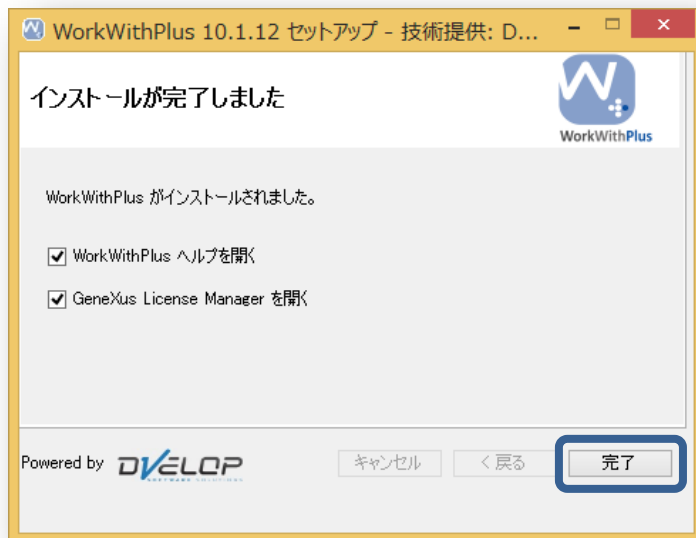 WorkWithPlus 10.1.12 セットアップ - 技術提供: D...
インストールが完了しました
WorkWithPlus
WorkWithPlus がインストールされました。
WorkWithPlus ヘルプを開く
GeneXus License Manager を開く
Powered by DVELOP
SOFTWARE SOLUTIONS
キャンセル
< 戻る
完了